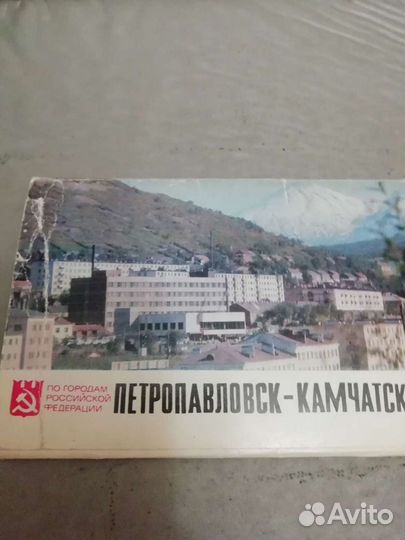 ПО ГОРОДАМ
РОССИЙСКОЙ
ФЕДЕРАЦИИ
ПЕТРОПАВЛОВСК-КАМЧАТСК
Avito